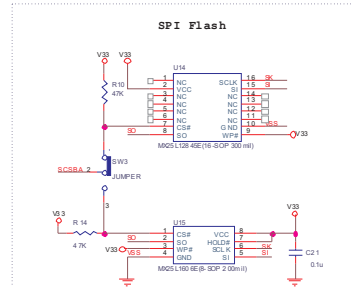 SPI Flash
V33 V33
U14
R10
47K
1 NC SCLK 16 SK
2 VCC SI 15 SI
3 NC NC 14
4 NC NC 13
5 NC NC 12
6 NC NC 11
7 CS# GND 10 VSS
SO 8 SO WP# 9 V33
MX25L12845E(16-SOP 300mil)
SW3
SCSBA 2
JUMPER
3
V33 V33
R14
47K
U15
1 CS# VCC 8
SO 2 SO HOLD# 7
V33 3 WP# SCLK 6 SK
VSS 4 GND SI 5 SI
MX25L1606E(8-SOP 200mil)
C21
0.1u